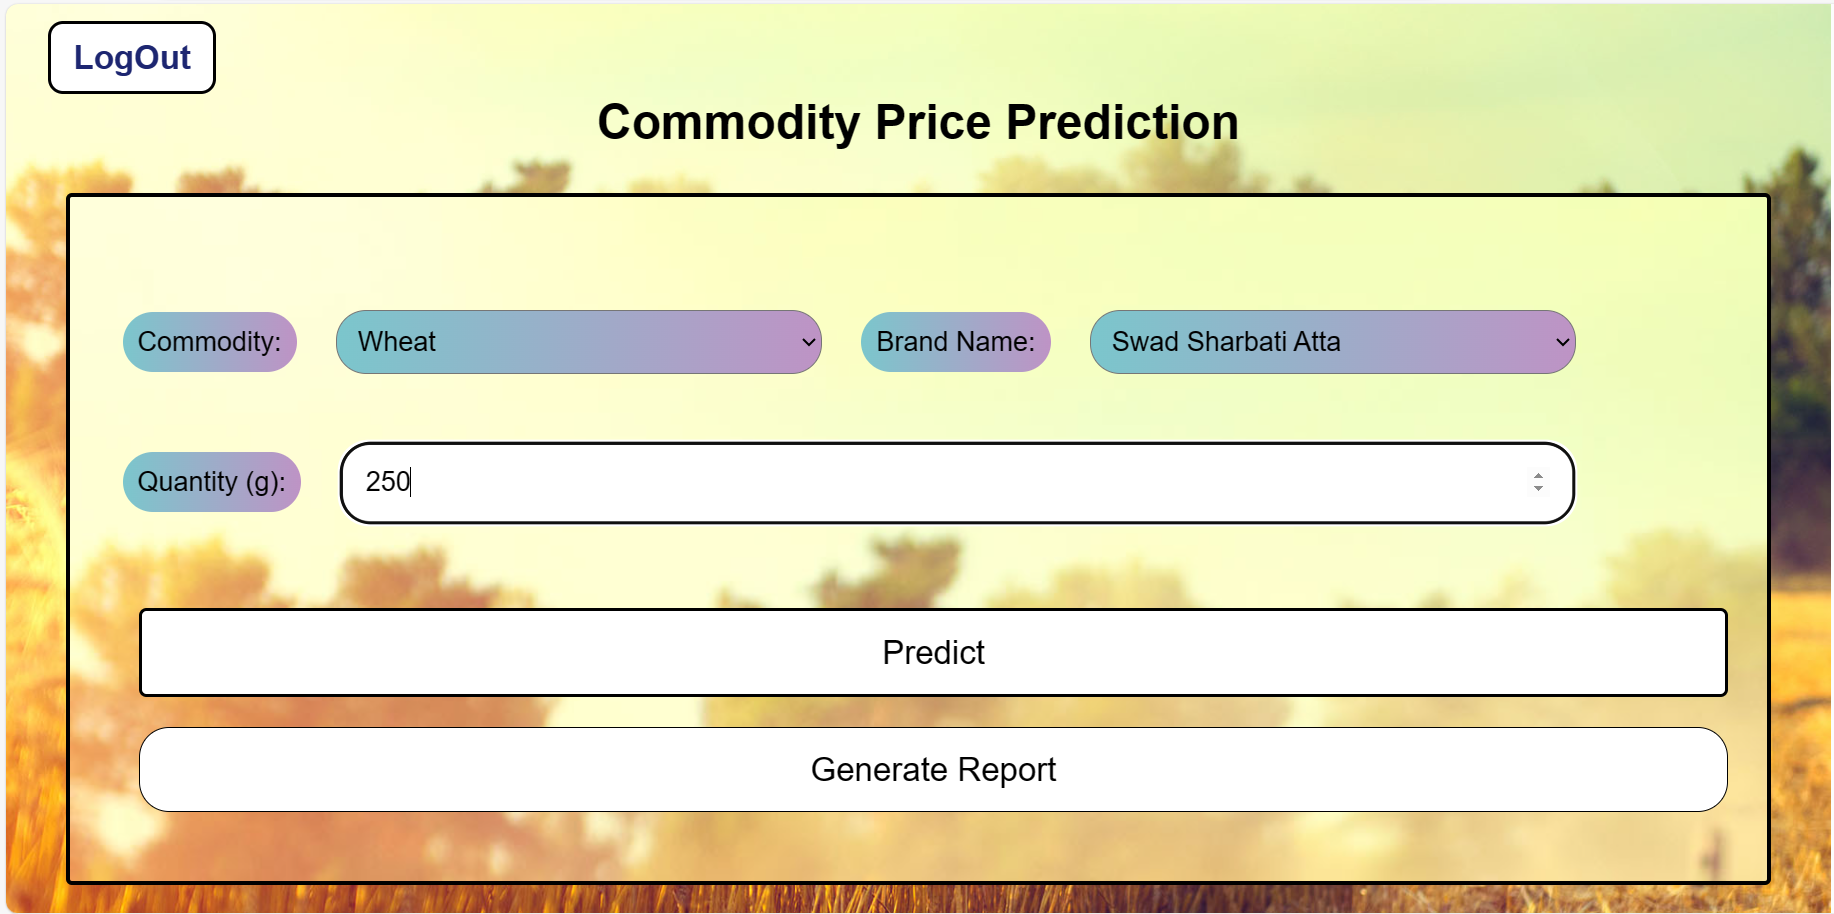 LogOut
Commodity Price Prediction
Commodity: Wheat Brand Name: Swad Sharbati Atta
Quantity (g): 250
Predict
Generate Report